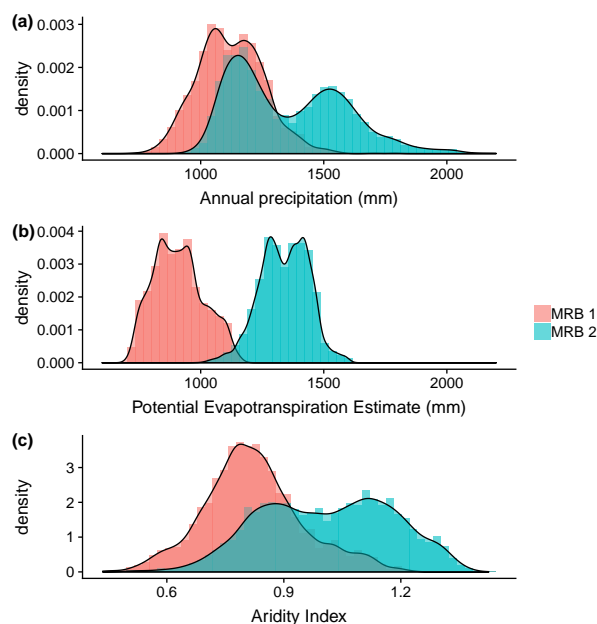 (a)
0.003
0.002
0.001
0.000
density
1000 1500 2000
Annual precipitation (mm)
(b)
0.004
0.003
0.002
0.001
0.000
density
1000 1500 2000
Potential Evapotranspiration Estimate (mm)
MRB 1
MRB 2
(c)
3
2
1
0
density
0.6 0.9 1.2
Aridity Index